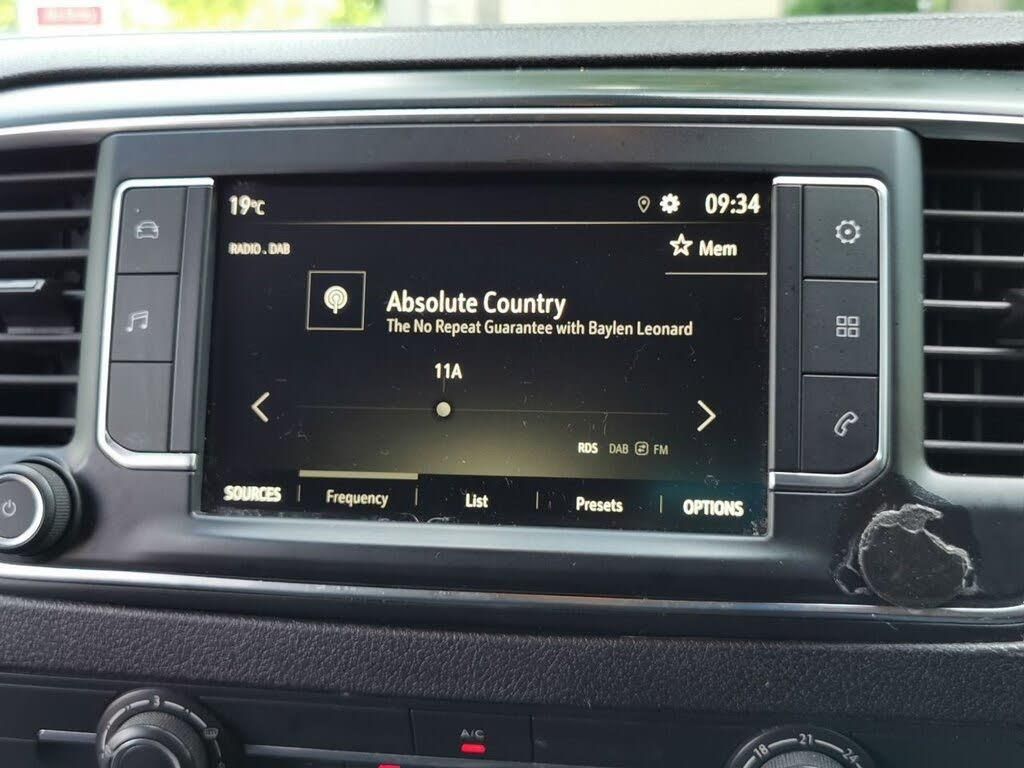 19°C
09:34
RADIO . DAB
Mem
Absolute Country
The No Repeat Guarantee with Baylen Leonard
11A
RDS DAB FM
SOURCES Frequency List Presets OPTIONS
A/C
3
18 21 24